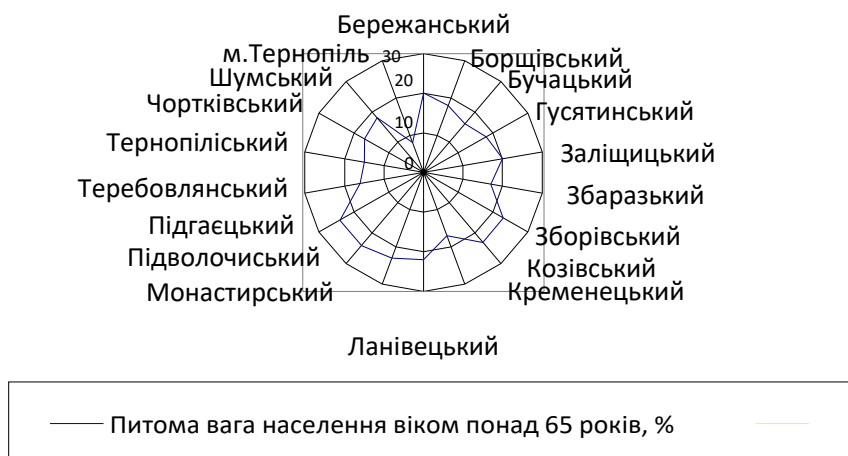 Бережанський
Борщівський
Бучацький
Гусятинський
Заліщицький
Збаразький
Зборівський
Козівський
Кременецький
Ланівецький
Монастирський
Підволочиський
Підгаєцький
Теребовлянський
Тернопіліський
Чортківський
Шумський
м.Тернопіль
30
20
10
0
Питома вага населення віком понад 65 років, %